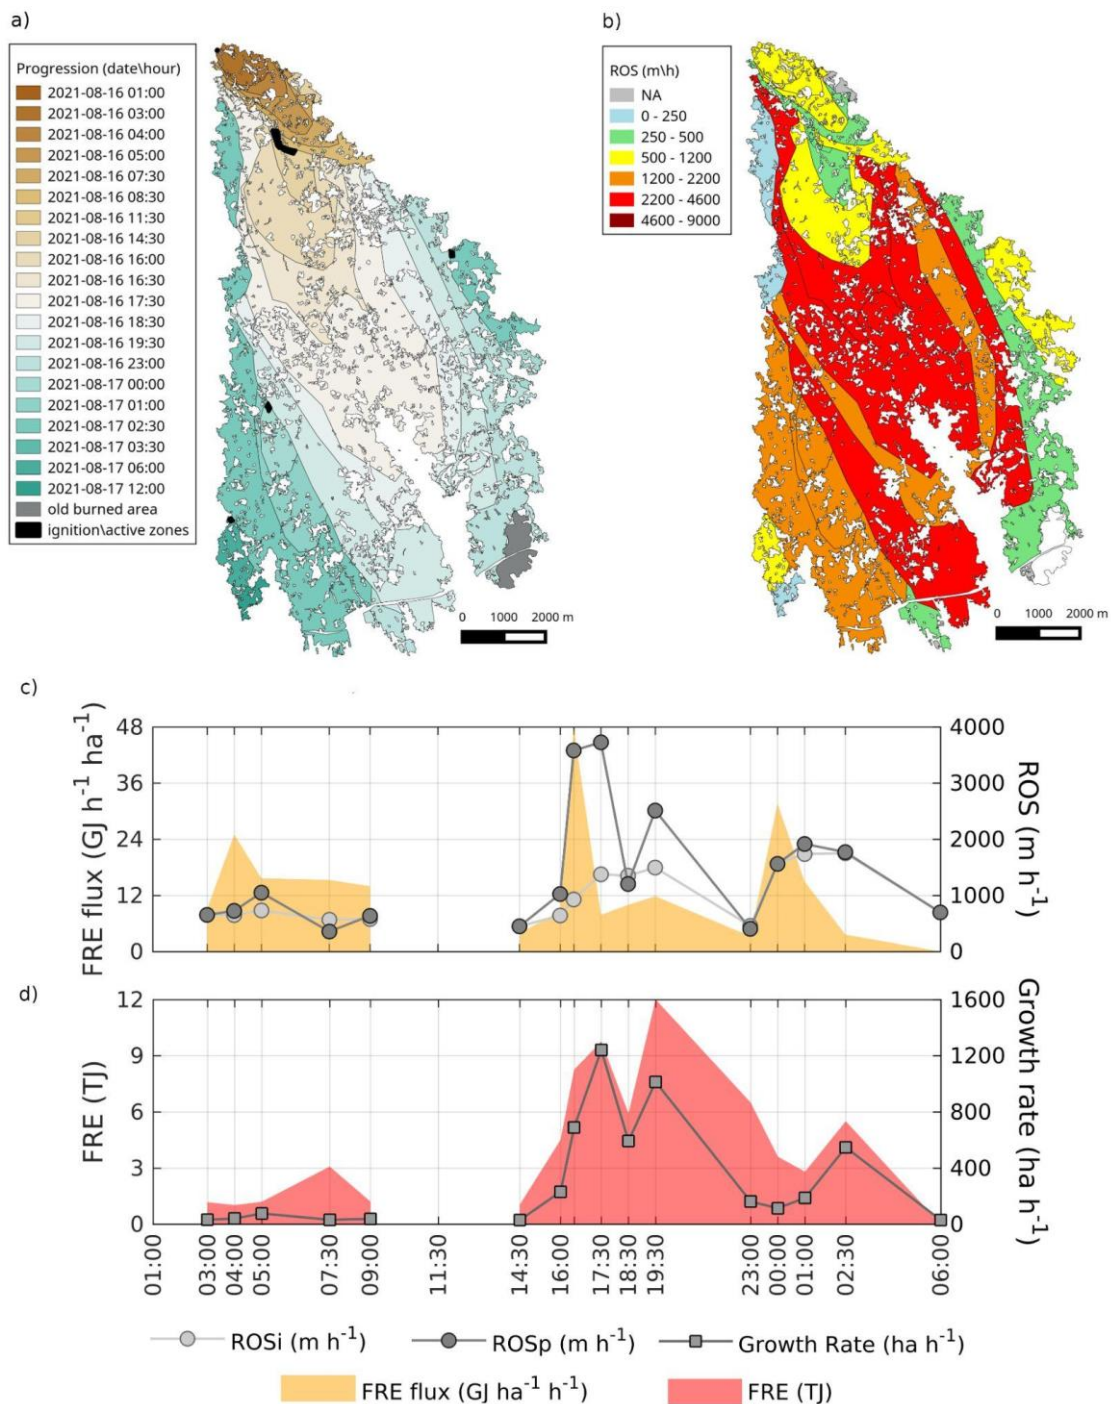 a)
Progression (date\hour)
2021-08-16 01:00
2021-08-16 03:00
2021-08-16 04:00
2021-08-16 05:00
2021-08-16 07:30
2021-08-16 08:30
2021-08-16 11:30
2021-08-16 14:30
2021-08-16 16:00
2021-08-16 16:30
2021-08-16 17:30
2021-08-16 18:30
2021-08-16 19:30
2021-08-16 23:00
2021-08-17 00:00
2021-08-17 01:00
2021-08-17 02:30
2021-08-17 03:30
2021-08-17 06:00
2021-08-17 12:00
old burned area
ignition\active zones
0 1000 2000 m
b)
ROS (m\h)
NA
0 - 250
250 - 500
500 - 1200
1200 - 2200
2200 - 4600
4600 - 9000
0 1000 2000 m
c)
FRE flux (GJ h⁻¹ ha⁻¹)
48
36
24
12
0
4000
3000
2000
1000
0
ROS (m h⁻¹)
d)
FRE (TJ)
12
9
6
3
0
1600
1200
800
400
0
Growth rate (ha h⁻¹)
01:00
03:00
04:00
05:00
07:30
09:00
11:30
14:30
16:00
17:30
18:30
19:30
23:00
00:00
01:00
02:30
06:00
ROSi (m h⁻¹)
ROSp (m h⁻¹)
Growth Rate (ha h⁻¹)
FRE flux (GJ ha⁻¹ h⁻¹)
FRE (TJ)